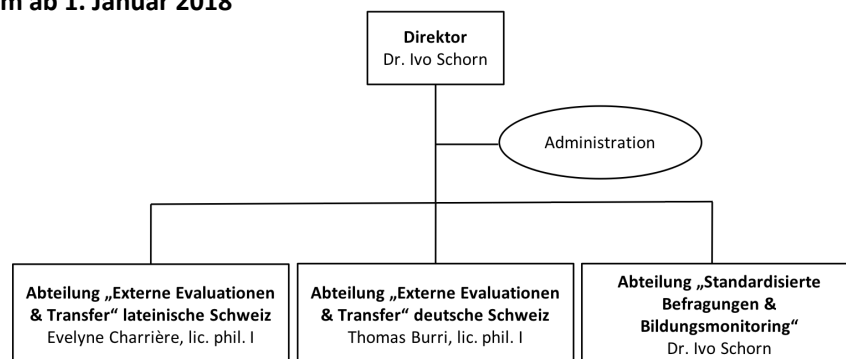 ab 1. Januar 2018
Direktor
Dr. Ivo Schorn
Administration
Abteilung „Externe Evaluationen
& Transfer“ lateinische Schweiz
Evelyne Charrière, lic. phil. I
Abteilung „Externe Evaluationen
& Transfer“ deutsche Schweiz
Thomas Burri, lic. phil. I
Abteilung „Standardisierte
Befragungen &
Bildungsmonitoring“
Dr. Ivo Schorn